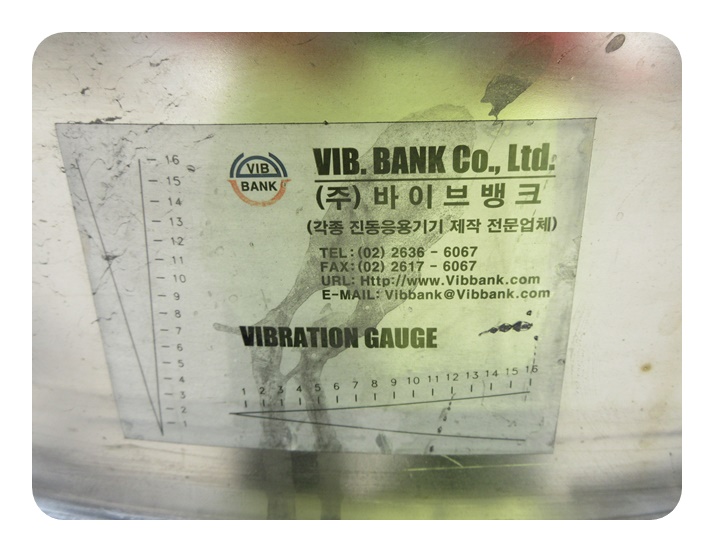 VIB
BANK
VIB. BANK Co., Ltd.
(주) 바이브뱅크
(각종 진동응용기기 제작 전문업체)
TEL:(02) 2636 - 6067
FAX:(02) 2617 - 6067
URL: Http://www.Vibbank.com
E-MAIL: Vibbank@Vibbank.com
VIBRATION GAUGE
16
15
14
13
12
11
10
9
8
7
6
5
4
3
2
1
1 2 3 4 5 6 7 8 9 10 11 12 13 14 15 16